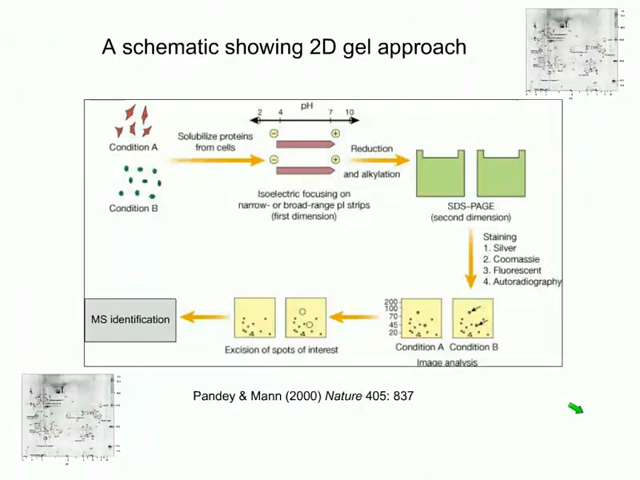 A schematic showing 2D gel approach
pH
2 4 7 10
Condition A
Solubilize proteins
from cells
Reduction
and alkylation
Condition B
Isoelectric focusing on
narrow- or broad-range pI strips
(first dimension)
SDS–PAGE
(second dimension)
Staining
1. Silver
2. Coomassie
3. Fluorescent
4. Autoradiography
200
100
70
45
20
MS identification
Excision of spots of interest
Condition A Condition B
Image analysis
Pandey & Mann (2000) Nature 405: 837